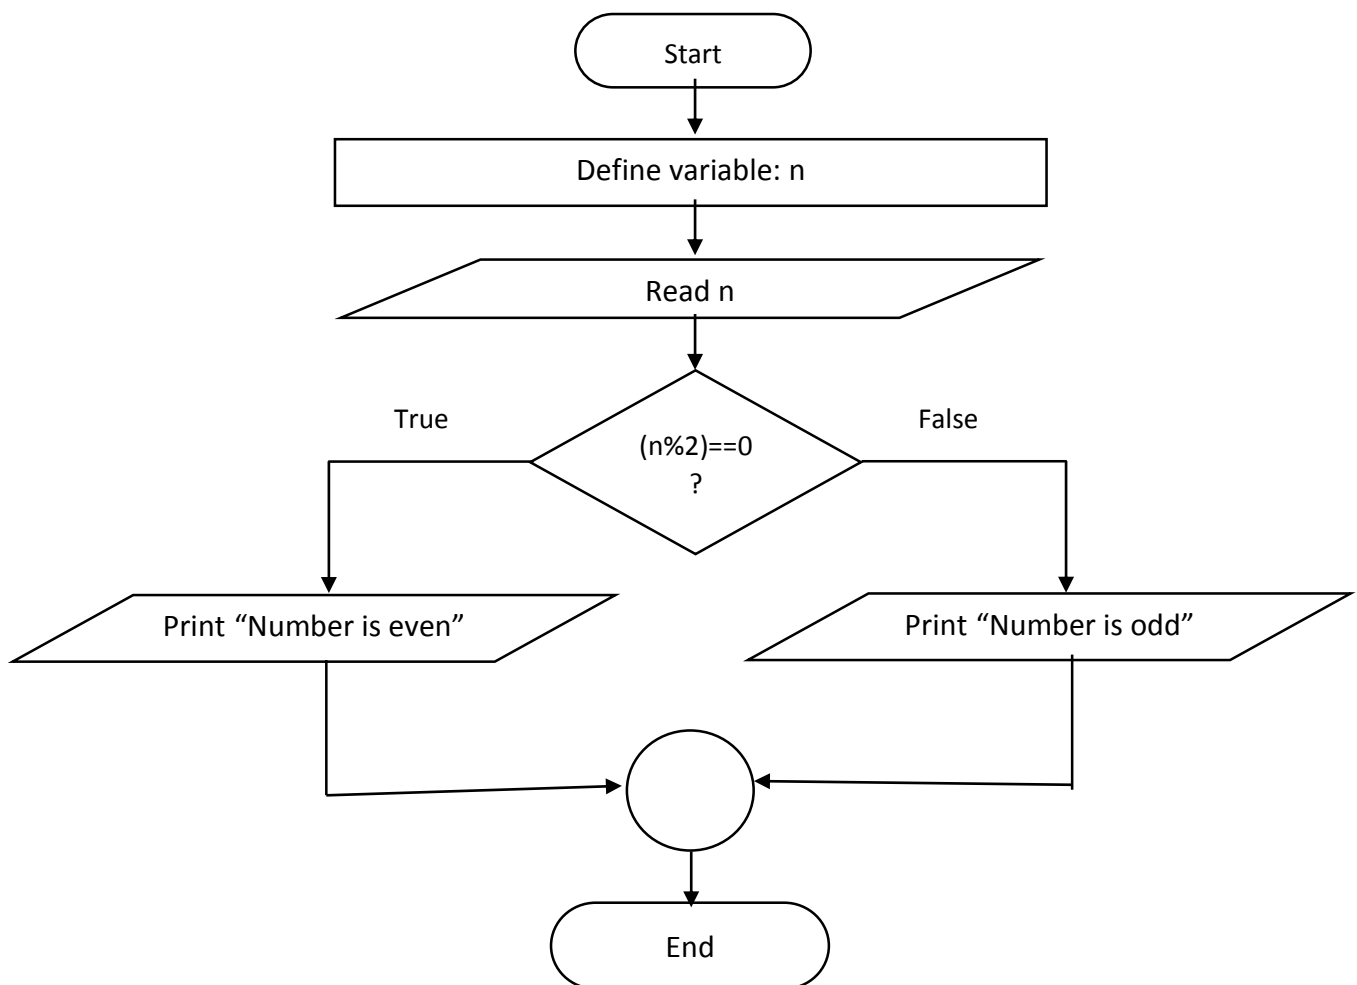 Start
Define variable: n
Read n
True
False
(n%2)==0
?
Print “Number is even”
Print “Number is odd”
End